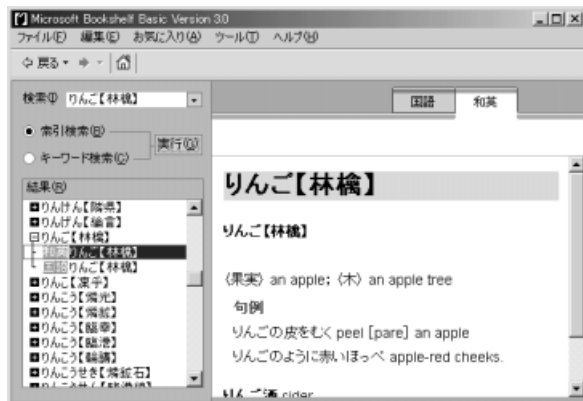 Microsoft Bookshelf Basic Version 3.0
ファイル(F) 編集(E) お気に入り(A) ツール(T) ヘルプ(H)
戻る
検索(I) りんご【林檎】
国語 和英
索引検索(B)
キーワード検索(C)
実行(G)
結果(R)
りんけん【隣県】
りんげん【綸言】
りんご【林檎】
和英りんご【林檎】
国語りんご【林檎】
りんこ【凛乎】
りんこう【燐光】
りんこう【燐鉱】
りんこう【臨幸】
りんこう【臨港】
りんこう【輪講】
りんこうせき【燐鉱石】
りんご【林檎】
りんご【林檎】
〈果実〉 an apple; 〈木〉 an apple tree
句例
りんごの皮をむく peel [pare] an apple
りんごのように赤いほっぺ apple-red cheeks.
りんご酒 cider